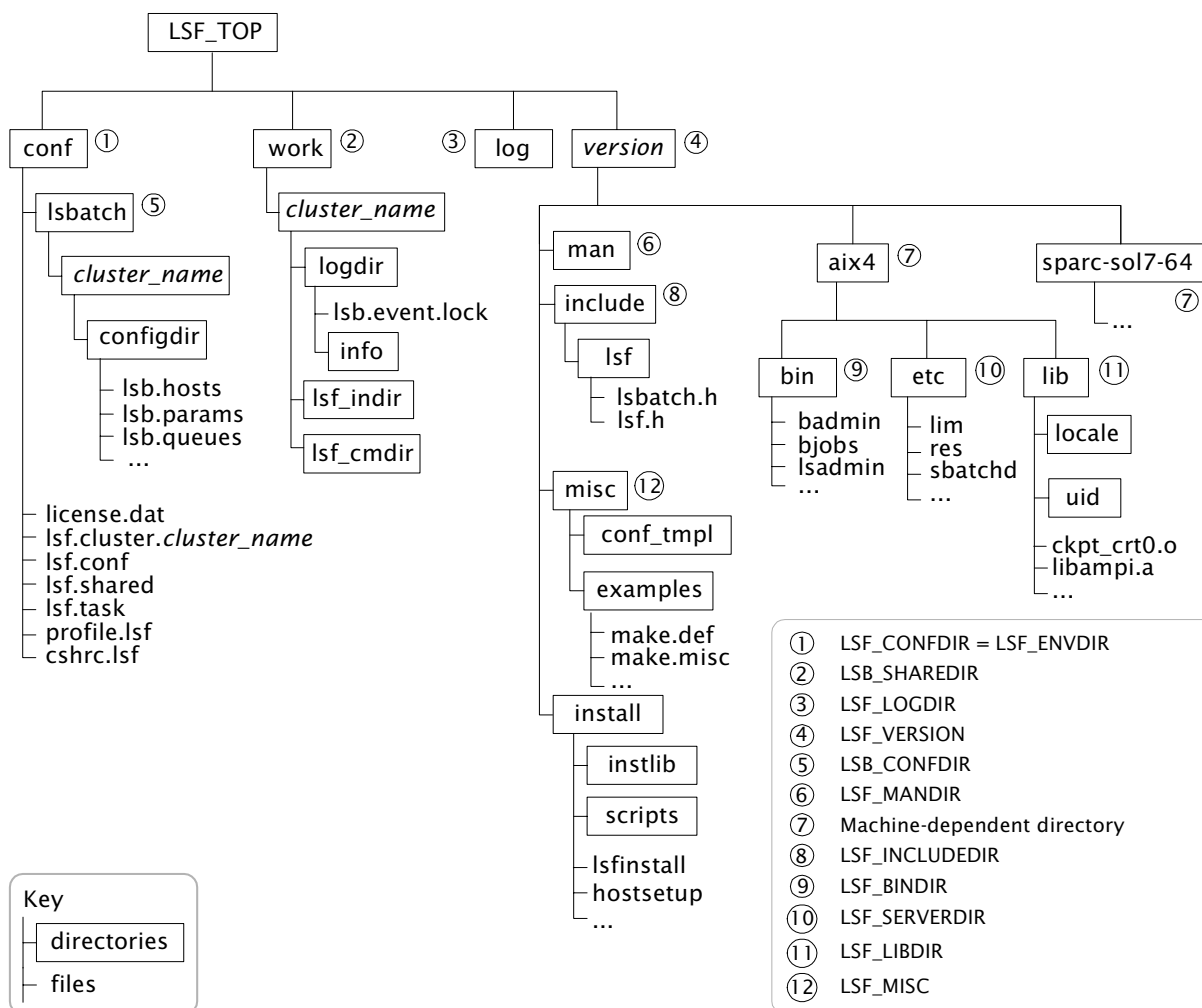 LSF_TOP
conf ①
work ②
③ log
version ④
lsbatch ⑤
cluster_name
configdir
lsb.hosts
lsb.params
lsb.queues
...
license.dat
lsf.cluster.cluster_name
lsf.conf
lsf.shared
lsf.task
profile.lsf
cshrc.lsf
cluster_name
logdir
lsb.event.lock
info
lsf_indir
lsf_cmdir
man ⑥
include ⑧
lsf
lsbatch.h
lsf.h
misc ⑫
conf_tmpl
examples
make.def
make.misc
...
install
instlib
scripts
lsfinstall
hostsetup
...
aix4 ⑦
bin ⑨
badmin
bjobs
lsadmin
...
etc ⑩
lim
res
sbatchd
...
lib ⑪
locale
uid
ckpt_crt0.o
libampi.a
...
sparc-sol7-64
⑦
...
Key
directories
files
① LSF_CONFDIR = LSF_ENVDIR
② LSB_SHAREDIR
③ LSF_LOGDIR
④ LSF_VERSION
⑤ LSB_CONFDIR
⑥ LSF_MANDIR
⑦ Machine-dependent directory
⑧ LSF_INCLUDEDIR
⑨ LSF_BINDIR
⑩ LSF_SERVERDIR
⑪ LSF_LIBDIR
⑫ LSF_MISC